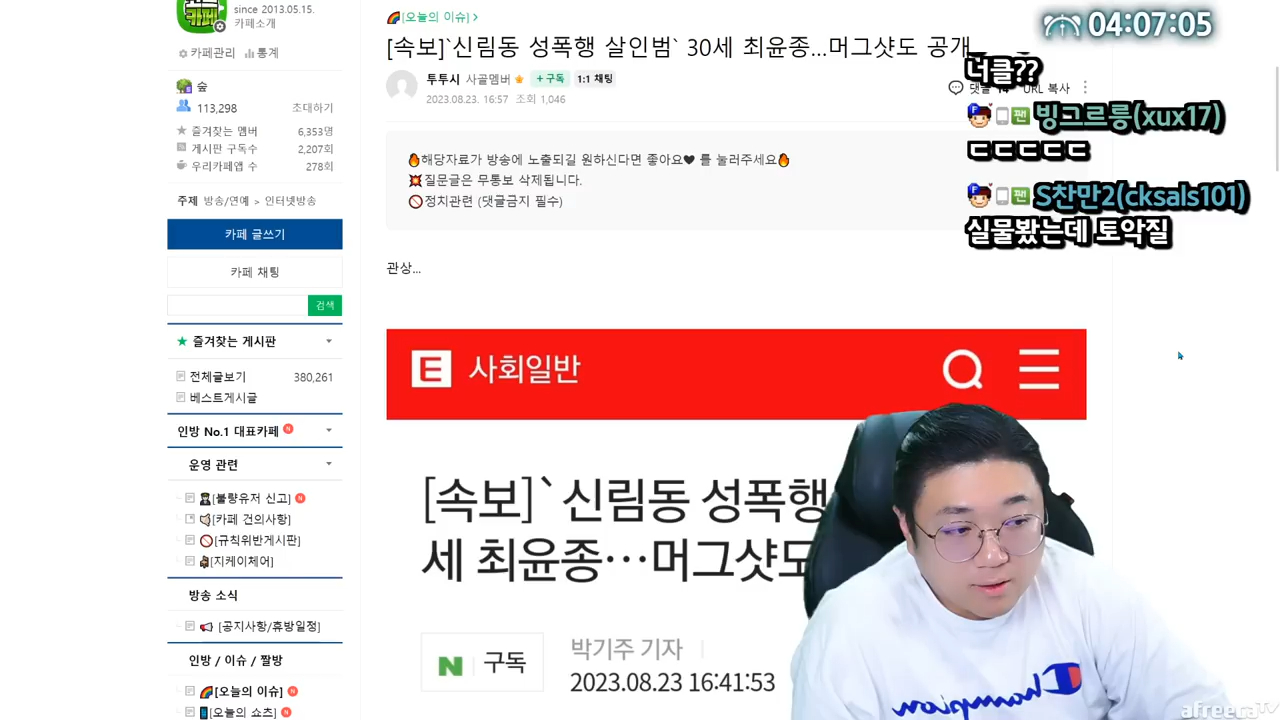 카페
since 2013.05.15.
카페소개
카페관리
통계
숲
113,298
초대하기
즐겨찾는 멤버
6,353명
게시판 구독수
2,207회
우리카페앱 수
278회
주제 방송/연예 > 인터넷방송
카페 글쓰기
카페 채팅
검색
즐겨찾는 게시판
전체글보기
380,261
베스트게시글
인방 No.1 대표카페 N
운영 관련
[불량유저 신고] N
[카페 건의사항]
[규칙위반게시판]
[지케이체어]
방송 소식
[공지사항/휴방일정]
인방 / 이슈 / 짤방
[오늘의 이슈] N
[오늘의 쇼츠] N
[오늘의 이슈] >
[속보]`신림동 성폭행 살인범` 30세 최윤종...머그샷도 공개
투투시 사골멤버 + 구독 1:1 채팅
2023.08.23. 16:57 조회 1,046
댓글
URL 복사
해당자료가 방송에 노출되길 원하신다면 좋아요 를 눌러주세요
질문글은 무통보 삭제됩니다.
정치관련 (댓글금지 필수)
관상...
E 사회일반
[속보]`신림동 성폭행
세 최윤종…머그샷도
N 구독
박기주 기자
2023.08.23 16:41:53
04:07:05
너클??
F 팬 빙그르릉(xux17)
ㄷㄷㄷㄷㄷ
F 팬 S찬만2(cksals101)
실물봤는데 토악질
Champion
afreecaTV